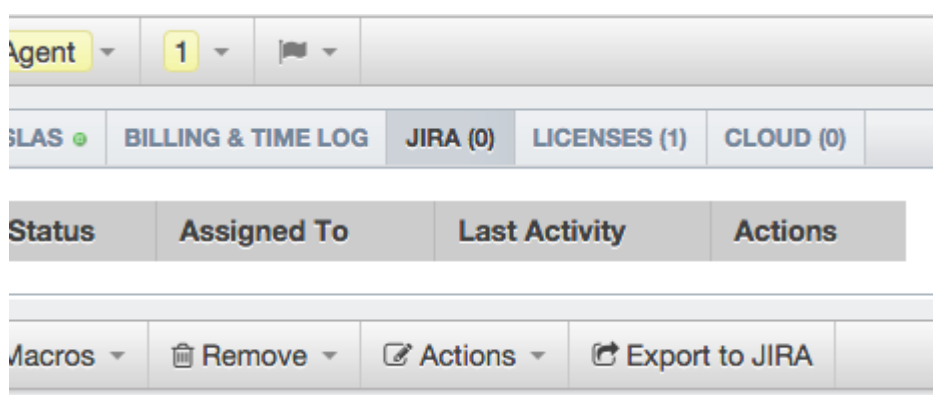 Agent 1
SLAS BILLING & TIME LOG JIRA (0) LICENSES (1) CLOUD (0)
Status Assigned To Last Activity Actions
Macros Remove Actions Export to JIRA